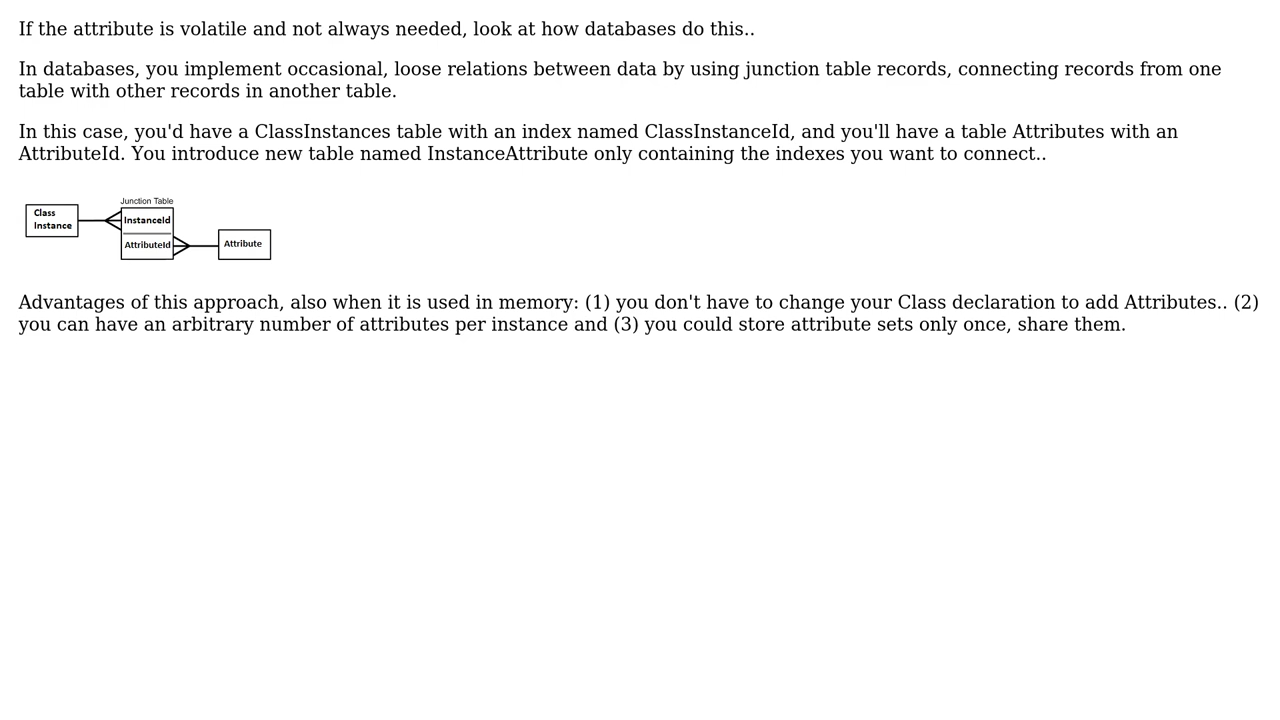 If the attribute is volatile and not always needed, look at how databases do this..
In databases, you implement occasional, loose relations between data by using junction table records, connecting records from one
table with other records in another table.
In this case, you'd have a ClassInstances table with an index named ClassInstanceId, and you'll have a table Attributes with an
AttributeId. You introduce new table named InstanceAttribute only containing the indexes you want to connect..
Junction Table
Class
Instance
InstanceId
AttributeId
Attribute
Advantages of this approach, also when it is used in memory: (1) you don't have to change your Class declaration to add Attributes.. (2)
you can have an arbitrary number of attributes per instance and (3) you could store attribute sets only once, share them.